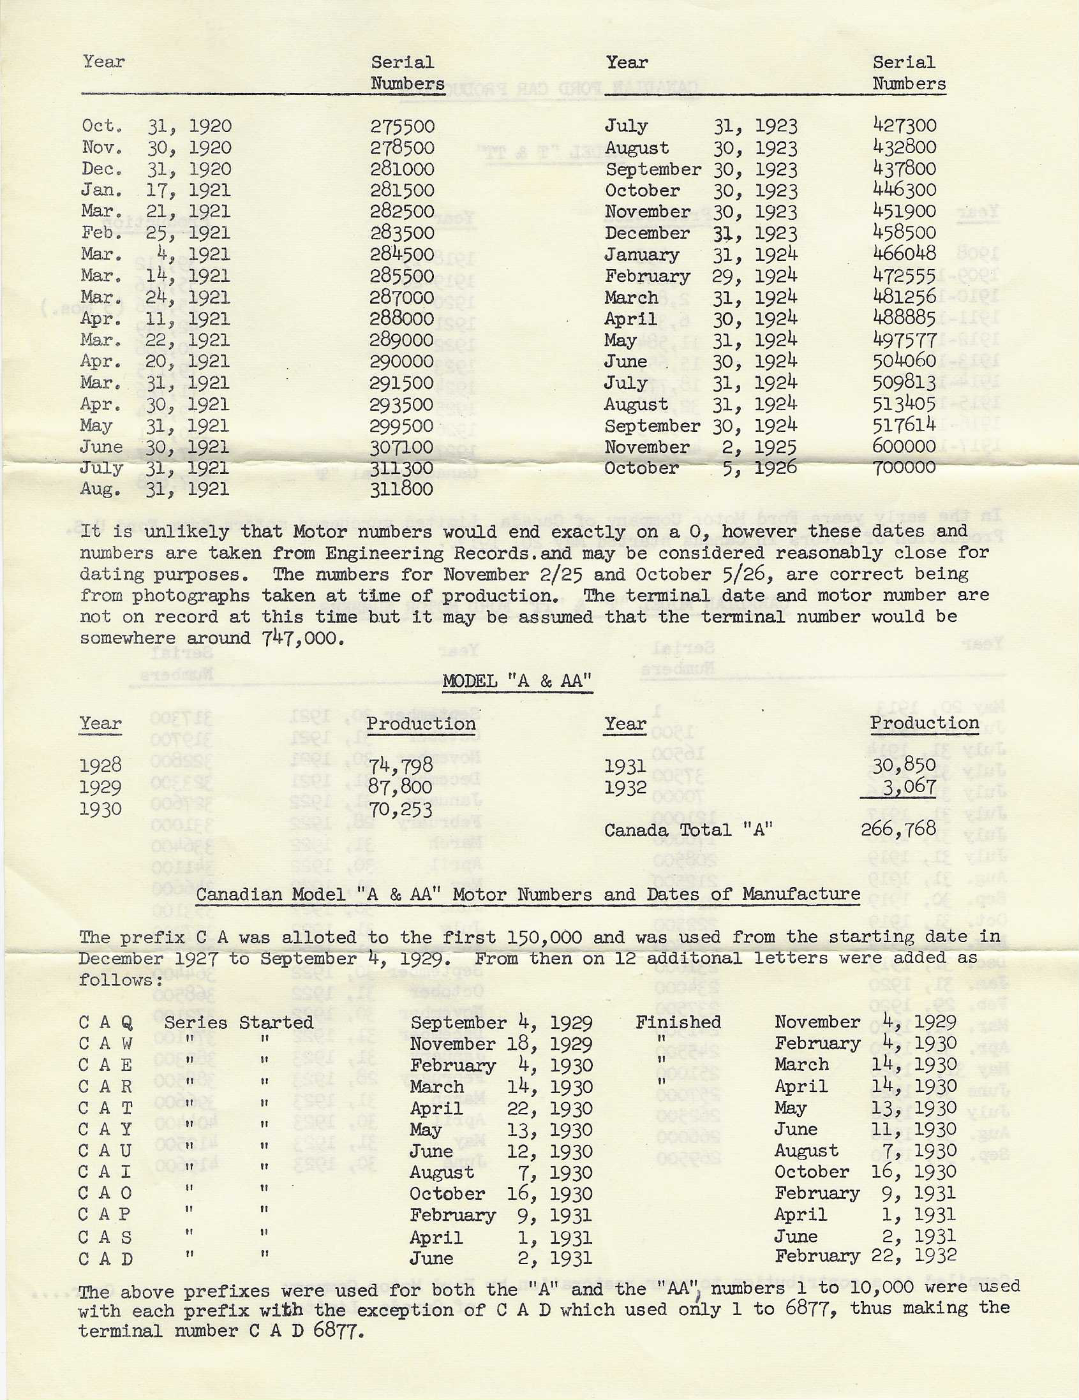 Year Serial Year Serial
Numbers Numbers
Oct. 31, 1920 275500 July 31, 1923 427300
Nov. 30, 1920 278500 August 30, 1923 432800
Dec. 31, 1920 281000 September 30, 1923 437800
Jan. 17, 1921 281500 October 30, 1923 446300
Mar. 21, 1921 282500 November 30, 1923 451900
Feb. 25, 1921 283500 December 31, 1923 458500
Mar. 4, 1921 284500 January 31, 1924 466048
Mar. 14, 1921 285500 February 29, 1924 472555
Mar. 24, 1921 287000 March 31, 1924 481256
Apr. 11, 1921 288000 April 30, 1924 488885
Mar. 22, 1921 289000 May 31, 1924 497577
Apr. 20, 1921 290000 June 30, 1924 504060
Mar. 31, 1921 291500 July 31, 1924 509813
Apr. 30, 1921 293500 August 31, 1924 513405
May 31, 1921 299500 September 30, 1924 517614
June 30, 1921 307100 November 2, 1925 600000
July 31, 1921 311300 October 5, 1926 700000
Aug. 31, 1921 311800
It is unlikely that Motor numbers would end exactly on a 0, however these dates and
numbers are taken from Engineering Records.and may be considered reasonably close for
dating purposes. The numbers for November 2/25 and October 5/26, are correct being
from photographs taken at time of production. The terminal date and motor number are
not on record at this time but it may be assumed that the terminal number would be
somewhere around 747,000.
MODEL "A & AA"
Year Production Year Production
1928 74,798 1931 30,850
1929 87,800 1932 3,067
1930 70,253
Canada Total "A" 266,768
Canadian Model "A & AA" Motor Numbers and Dates of Manufacture
The prefix C A was alloted to the first 150,000 and was used from the starting date in
December 1927 to September 4, 1929. From then on 12 additonal letters were added as
follows:
C A Q Series Started September 4, 1929 Finished November 4, 1929
C A W " " November 18, 1929 " February 4, 1930
C A E " " February 4, 1930 " March 14, 1930
C A R " " March 14, 1930 " April 14, 1930
C A T " " April 22, 1930 May 13, 1930
C A Y " " May 13, 1930 June 11, 1930
C A U " " June 12, 1930 August 7, 1930
C A I " " August 7, 1930 October 16, 1930
C A O " " October 16, 1930 February 9, 1931
C A P " " February 9, 1931 April 1, 1931
C A S " " April 1, 1931 June 2, 1931
C A D " " June 2, 1931 February 22, 1932
The above prefixes were used for both the "A" and the "AA", numbers 1 to 10,000 were used
with each prefix with the exception of C A D which used only 1 to 6877, thus making the
terminal number C A D 6877.